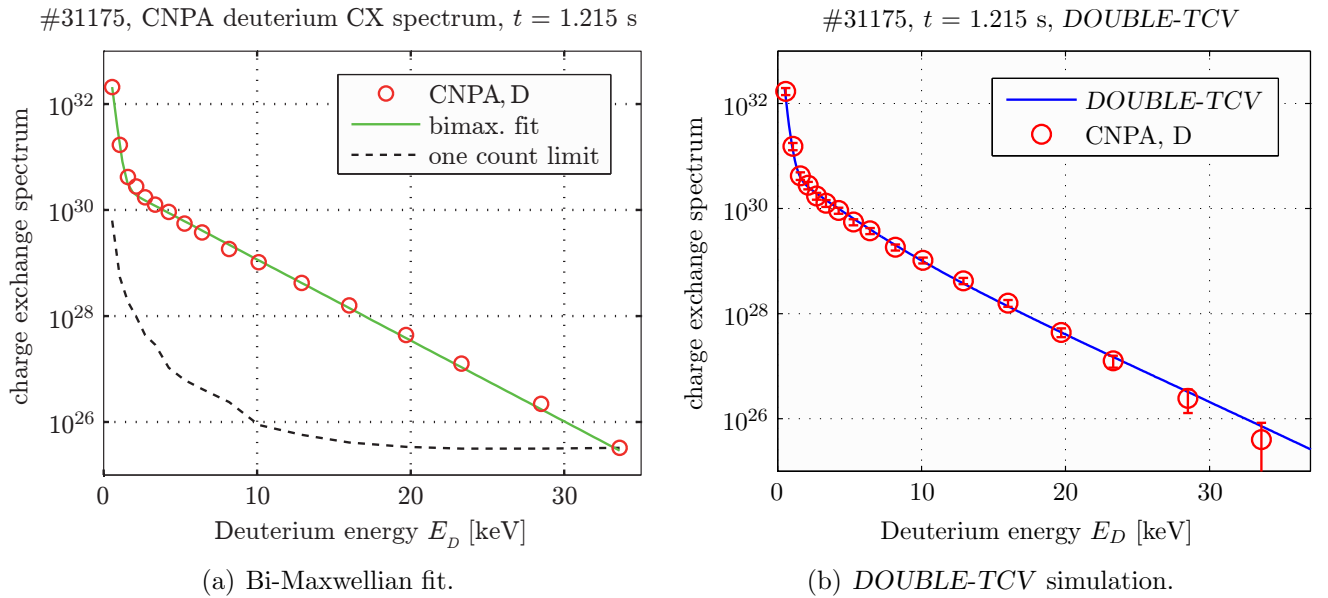 #31175, CNPA deuterium CX spectrum, t = 1.215 s
charge exchange spectrum
10^32
10^30
10^28
10^26
CNPA, D
bimax. fit
one count limit
0 10 20 30
Deuterium energy E_D [keV]
(a) Bi-Maxwellian fit.
#31175, t = 1.215 s, DOUBLE-TCV
charge exchange spectrum
10^32
10^30
10^28
10^26
DOUBLE-TCV
CNPA, D
0 10 20 30
Deuterium energy E_D [keV]
(b) DOUBLE-TCV simulation.